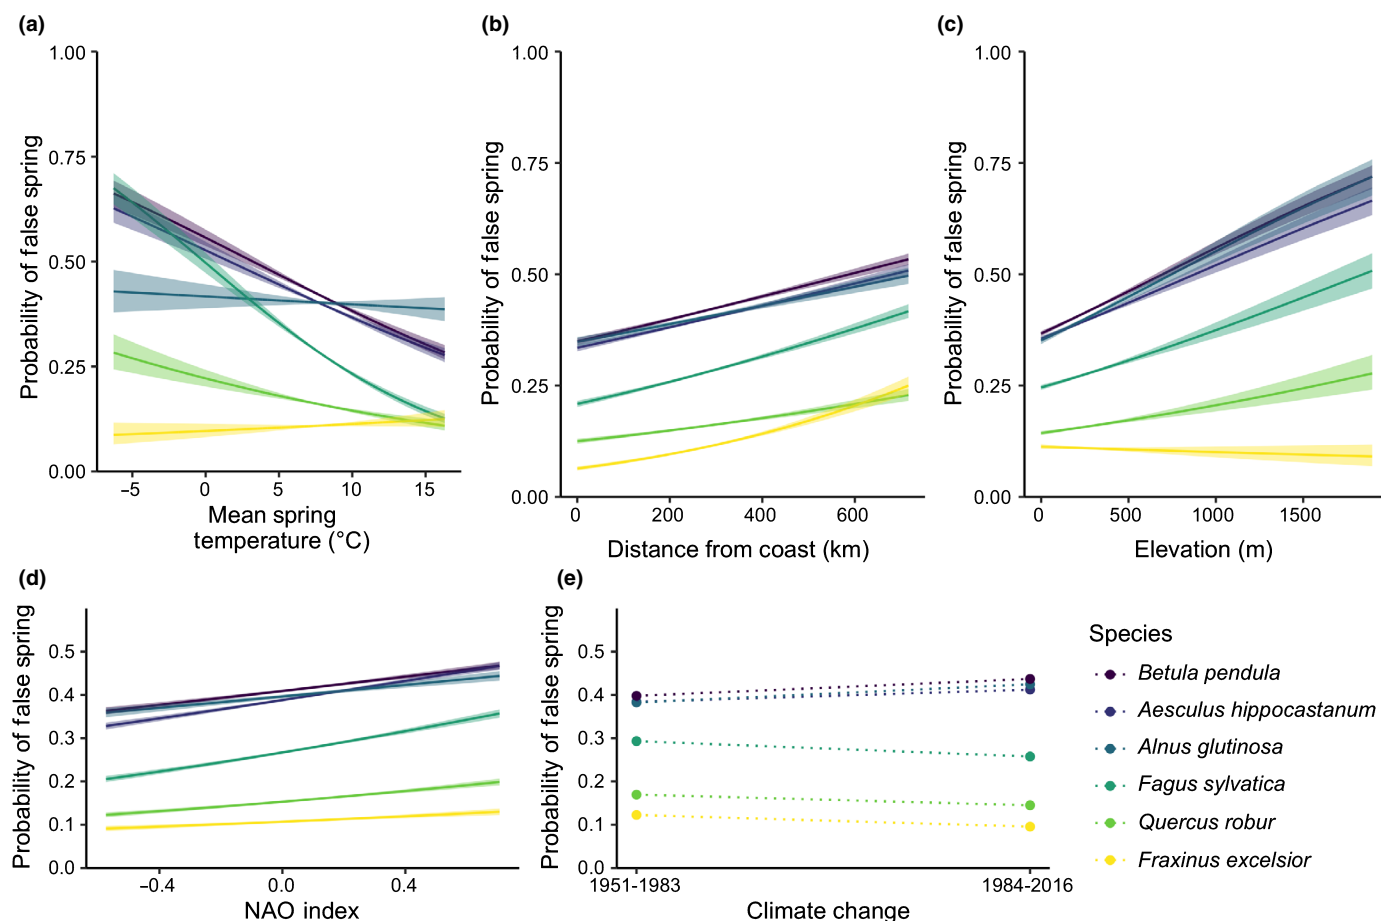 (a)
1.00
0.75
0.50
0.25
0.00
Probability of false spring
−5
0
5
10
15
Mean spring
temperature (°C)
(b)
1.00
0.75
0.50
0.25
0.00
Probability of false spring
0
200
400
600
Distance from coast (km)
(c)
1.00
0.75
0.50
0.25
0.00
Probability of false spring
0
500
1000
1500
Elevation (m)
(d)
0.5
0.4
0.3
0.2
0.1
0.0
Probability of false spring
−0.4
0.0
0.4
NAO index
(e)
0.5
0.4
0.3
0.2
0.1
0.0
Probability of false spring
1951-1983
1984-2016
Climate change
Species
Betula pendula
Aesculus hippocastanum
Alnus glutinosa
Fagus sylvatica
Quercus robur
Fraxinus excelsior